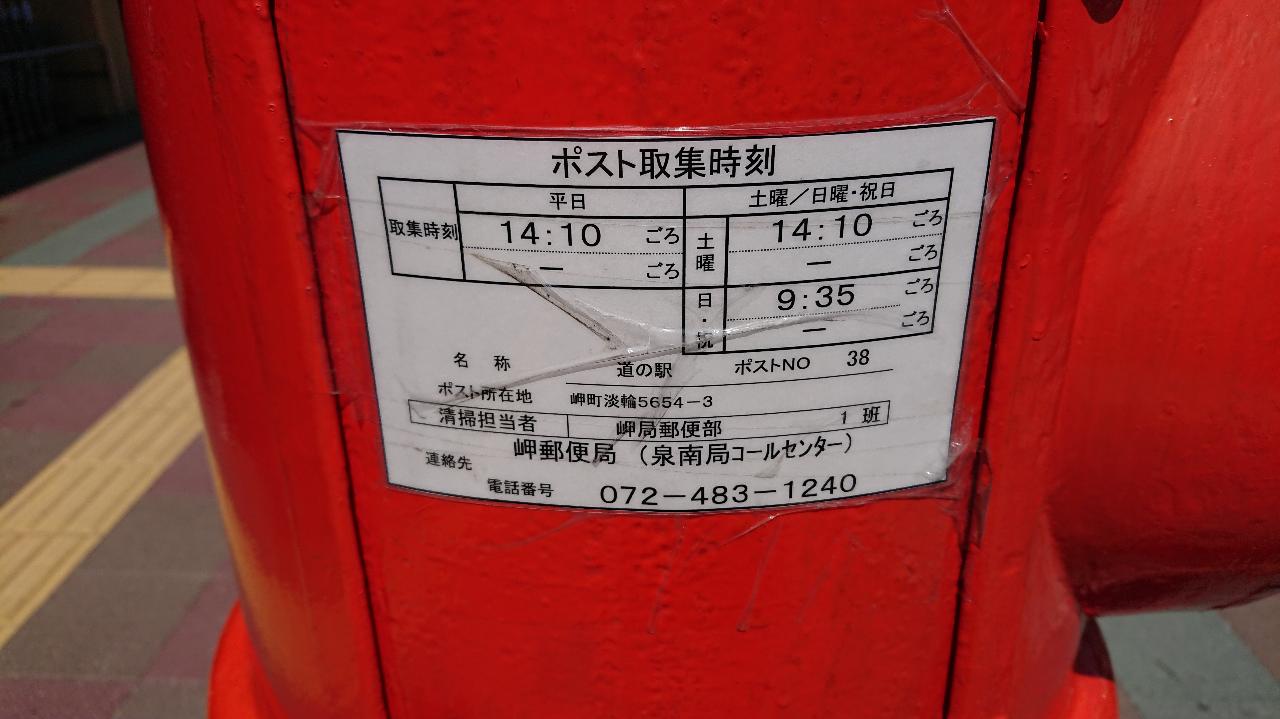 ポスト取集時刻
平日 土曜／日曜・祝日
取集時刻 14:10 ごろ 土曜 14:10 ごろ
― ごろ ― ごろ
日・祝 9:35 ごろ
― ごろ
名称 道の駅 ポストNO 38
ポスト所在地 岬町淡輪5654－3
清掃担当者 岬局郵便部 1 班
連絡先 岬郵便局 （泉南局コールセンター）
電話番号 072－483－1240